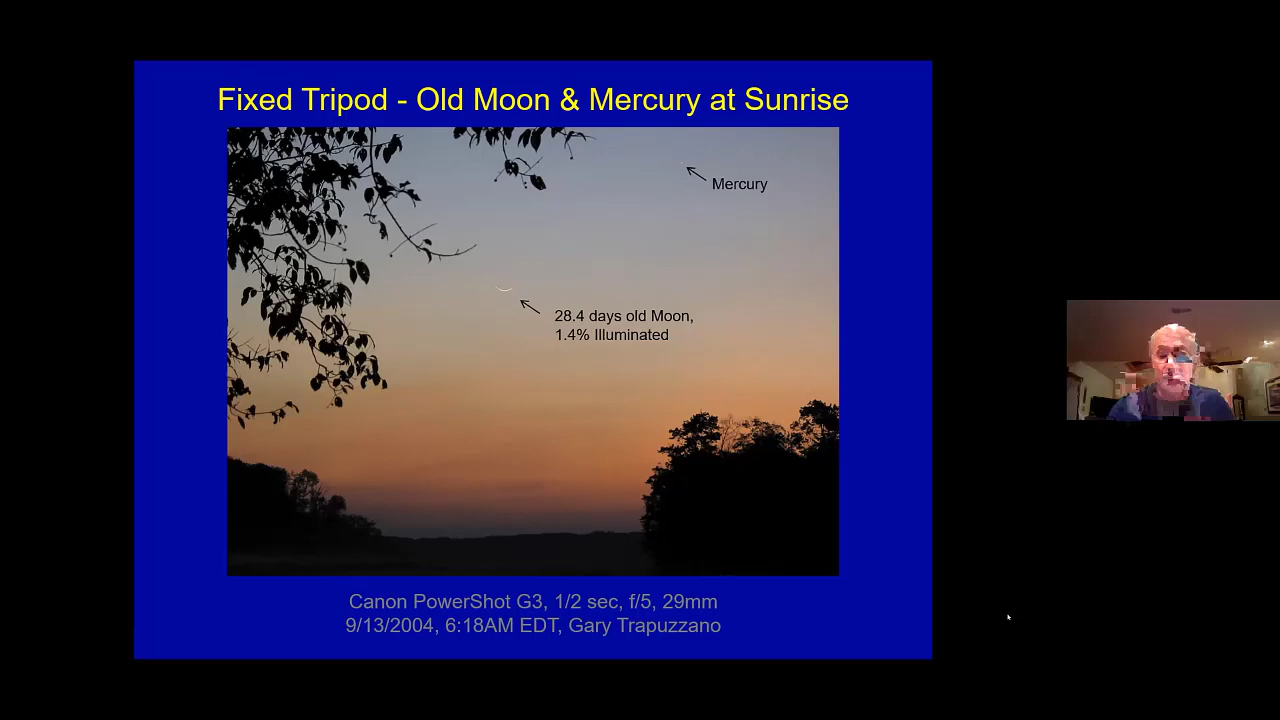 Fixed Tripod - Old Moon & Mercury at Sunrise
Mercury
28.4 days old Moon,
1.4% Illuminated
Canon PowerShot G3, 1/2 sec, f/5, 29mm
9/13/2004, 6:18AM EDT, Gary Trapuzzano